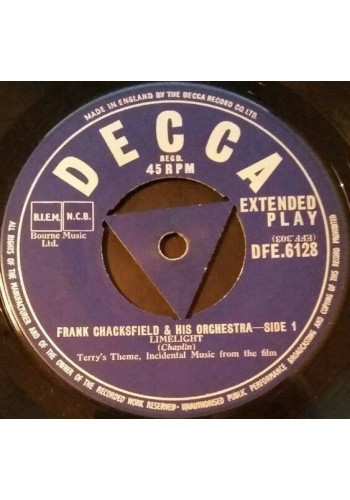 MADE IN ENGLAND BY THE DECCA RECORD CO. LTD.
DECCA
REGD.
45 RPM
B.I.E.M. N.C.B.
Bourne Music
Ltd.
EXTENDED
PLAY
(EFF.303)
DFE.6128
FRANK CHACKSFIELD & HIS ORCHESTRA—SIDE 1
LIMELIGHT
(Chaplin)
Terry's Theme, Incidental Music from the film
ALL RIGHTS OF THE MANUFACTURER AND OF THE OWNER OF THE RECORDED WORK RESERVED—UNAUTHORISED PUBLIC PERFORMANCE BROADCASTING AND COPYING OF THIS RECORD PROHIBITED